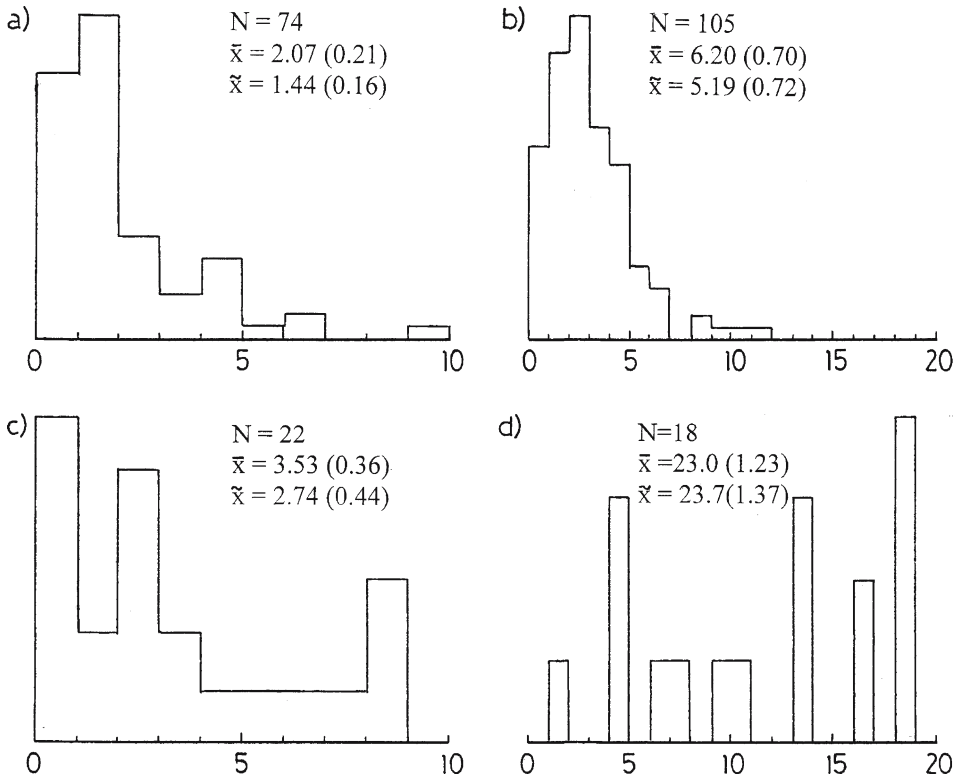 a)
N = 74
x̄ = 2.07 (0.21)
x̃ = 1.44 (0.16)
0 5 10
b)
N = 105
x̄ = 6.20 (0.70)
x̃ = 5.19 (0.72)
0 5 10 15 20
c)
N = 22
x̄ = 3.53 (0.36)
x̃ = 2.74 (0.44)
0 5 10
d)
N=18
x̄ =23.0 (1.23)
x̃ = 23.7(1.37)
0 5 10 15 20